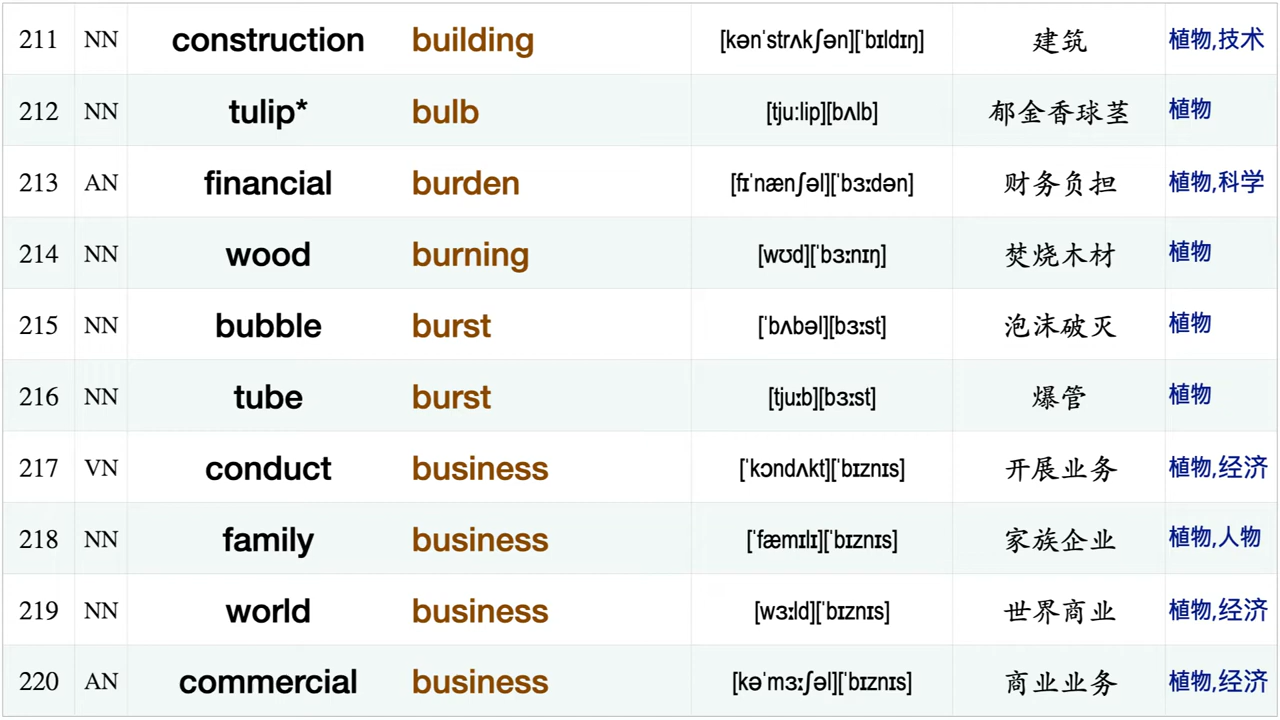 211 NN construction building [kənˈstrʌkʃən][ˈbɪldɪŋ] 建筑 植物,技术
212 NN tulip* bulb [tju:lip][bʌlb] 郁金香球茎 植物
213 AN financial burden [fɪˈnænʃəl][ˈbɜːdən] 财务负担 植物,科学
214 NN wood burning [wʊd][ˈbɜːnɪŋ] 焚烧木材 植物
215 NN bubble burst [ˈbʌbəl][bɜːst] 泡沫破灭 植物
216 NN tube burst [tjuːb][bɜːst] 爆管 植物
217 VN conduct business [ˈkɔndʌkt][ˈbɪznɪs] 开展业务 植物,经济
218 NN family business [ˈfæmɪlɪ][ˈbɪznɪs] 家族企业 植物,人物
219 NN world business [wɜːld][ˈbɪznɪs] 世界商业 植物,经济
220 AN commercial business [kəˈmɜːʃəl][ˈbɪznɪs] 商业业务 植物,经济